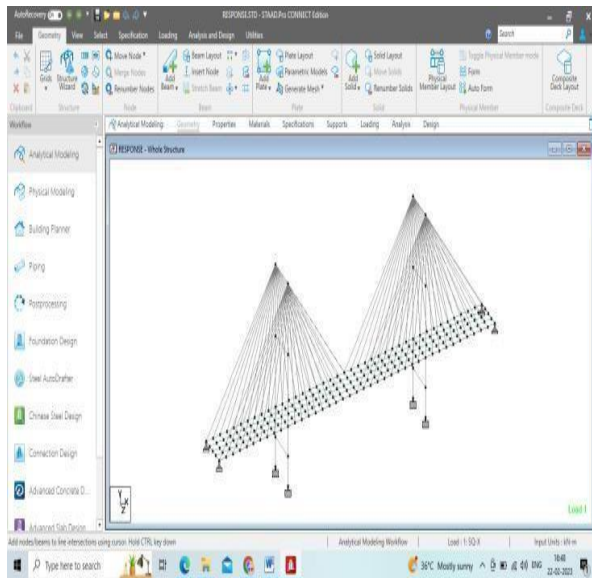 AutoRecovery On RESPONSE.STD - STAAD.Pro CONNECT Edition
File Geometry View Select Specification Loading Analysis and Design Utilities Search
Move Node
Merge Nodes
Renumber Nodes
Beam Layout
Insert Node
Stretch Beam
Plate Layout
Parametric Models
Generate Mesh
Solid Layout
Move Solids
Renumber Solids
Toggle Physical Member mode
Form
Auto Form
Grids
Structure Wizard
Add Beam
Add Plate
Add Solid
Physical Member Layout
Composite Deck Layout
Clipboard Structure Node Beam Plate Solid Physical Member Composite Deck
Workflow
Analytical Modeling Geometry Properties Materials Specifications Supports Loading Analysis Design
RESPONSE - Whole Structure
Analytical Modeling
Physical Modeling
Building Planner
Piping
Postprocessing
Foundation Design
Steel AutoDrafter
Chinese Steel Design
Connection Design
Advanced Concrete D...
Advanced Slab Design
Y
X
Z
Load 1
Add nodes/beams to line intersections using cursor. Hold CTRL key down
Analytical Modeling Workflow Load : 1: SQ-X Input Units : kN-m
Type here to search
36°C Mostly sunny ENG 16:40
22-02-2023